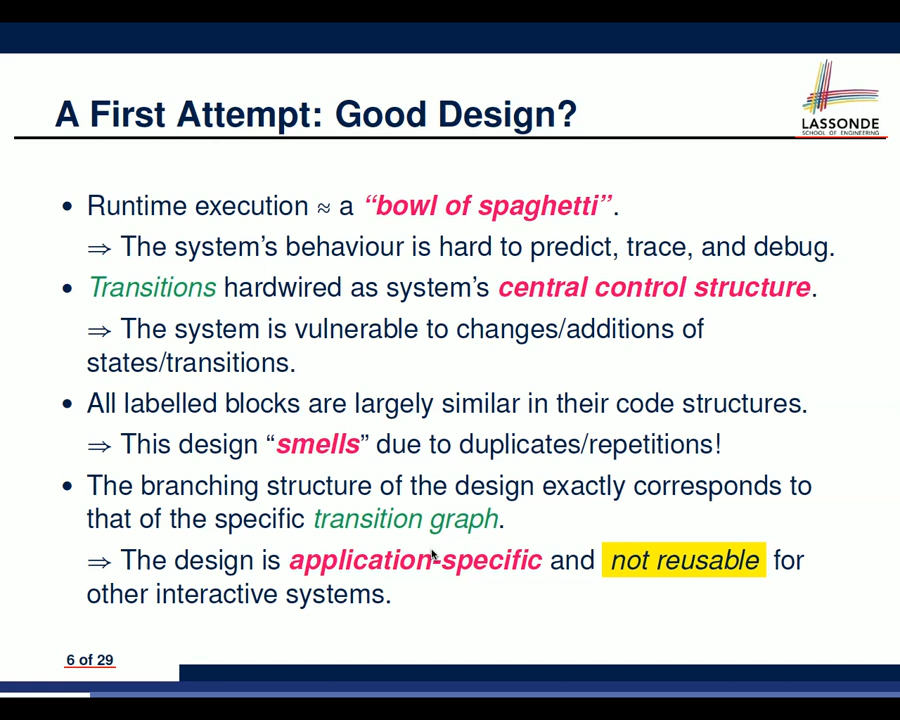 A First Attempt: Good Design?
LASSONDE
SCHOOL OF ENGINEERING
• Runtime execution ≈ a “bowl of spaghetti”.
⇒ The system’s behaviour is hard to predict, trace, and debug.
• Transitions hardwired as system’s central control structure.
⇒ The system is vulnerable to changes/additions of
states/transitions.
• All labelled blocks are largely similar in their code structures.
⇒ This design “smells” due to duplicates/repetitions!
• The branching structure of the design exactly corresponds to
that of the specific transition graph.
⇒ The design is application-specific and not reusable for
other interactive systems.
6 of 29